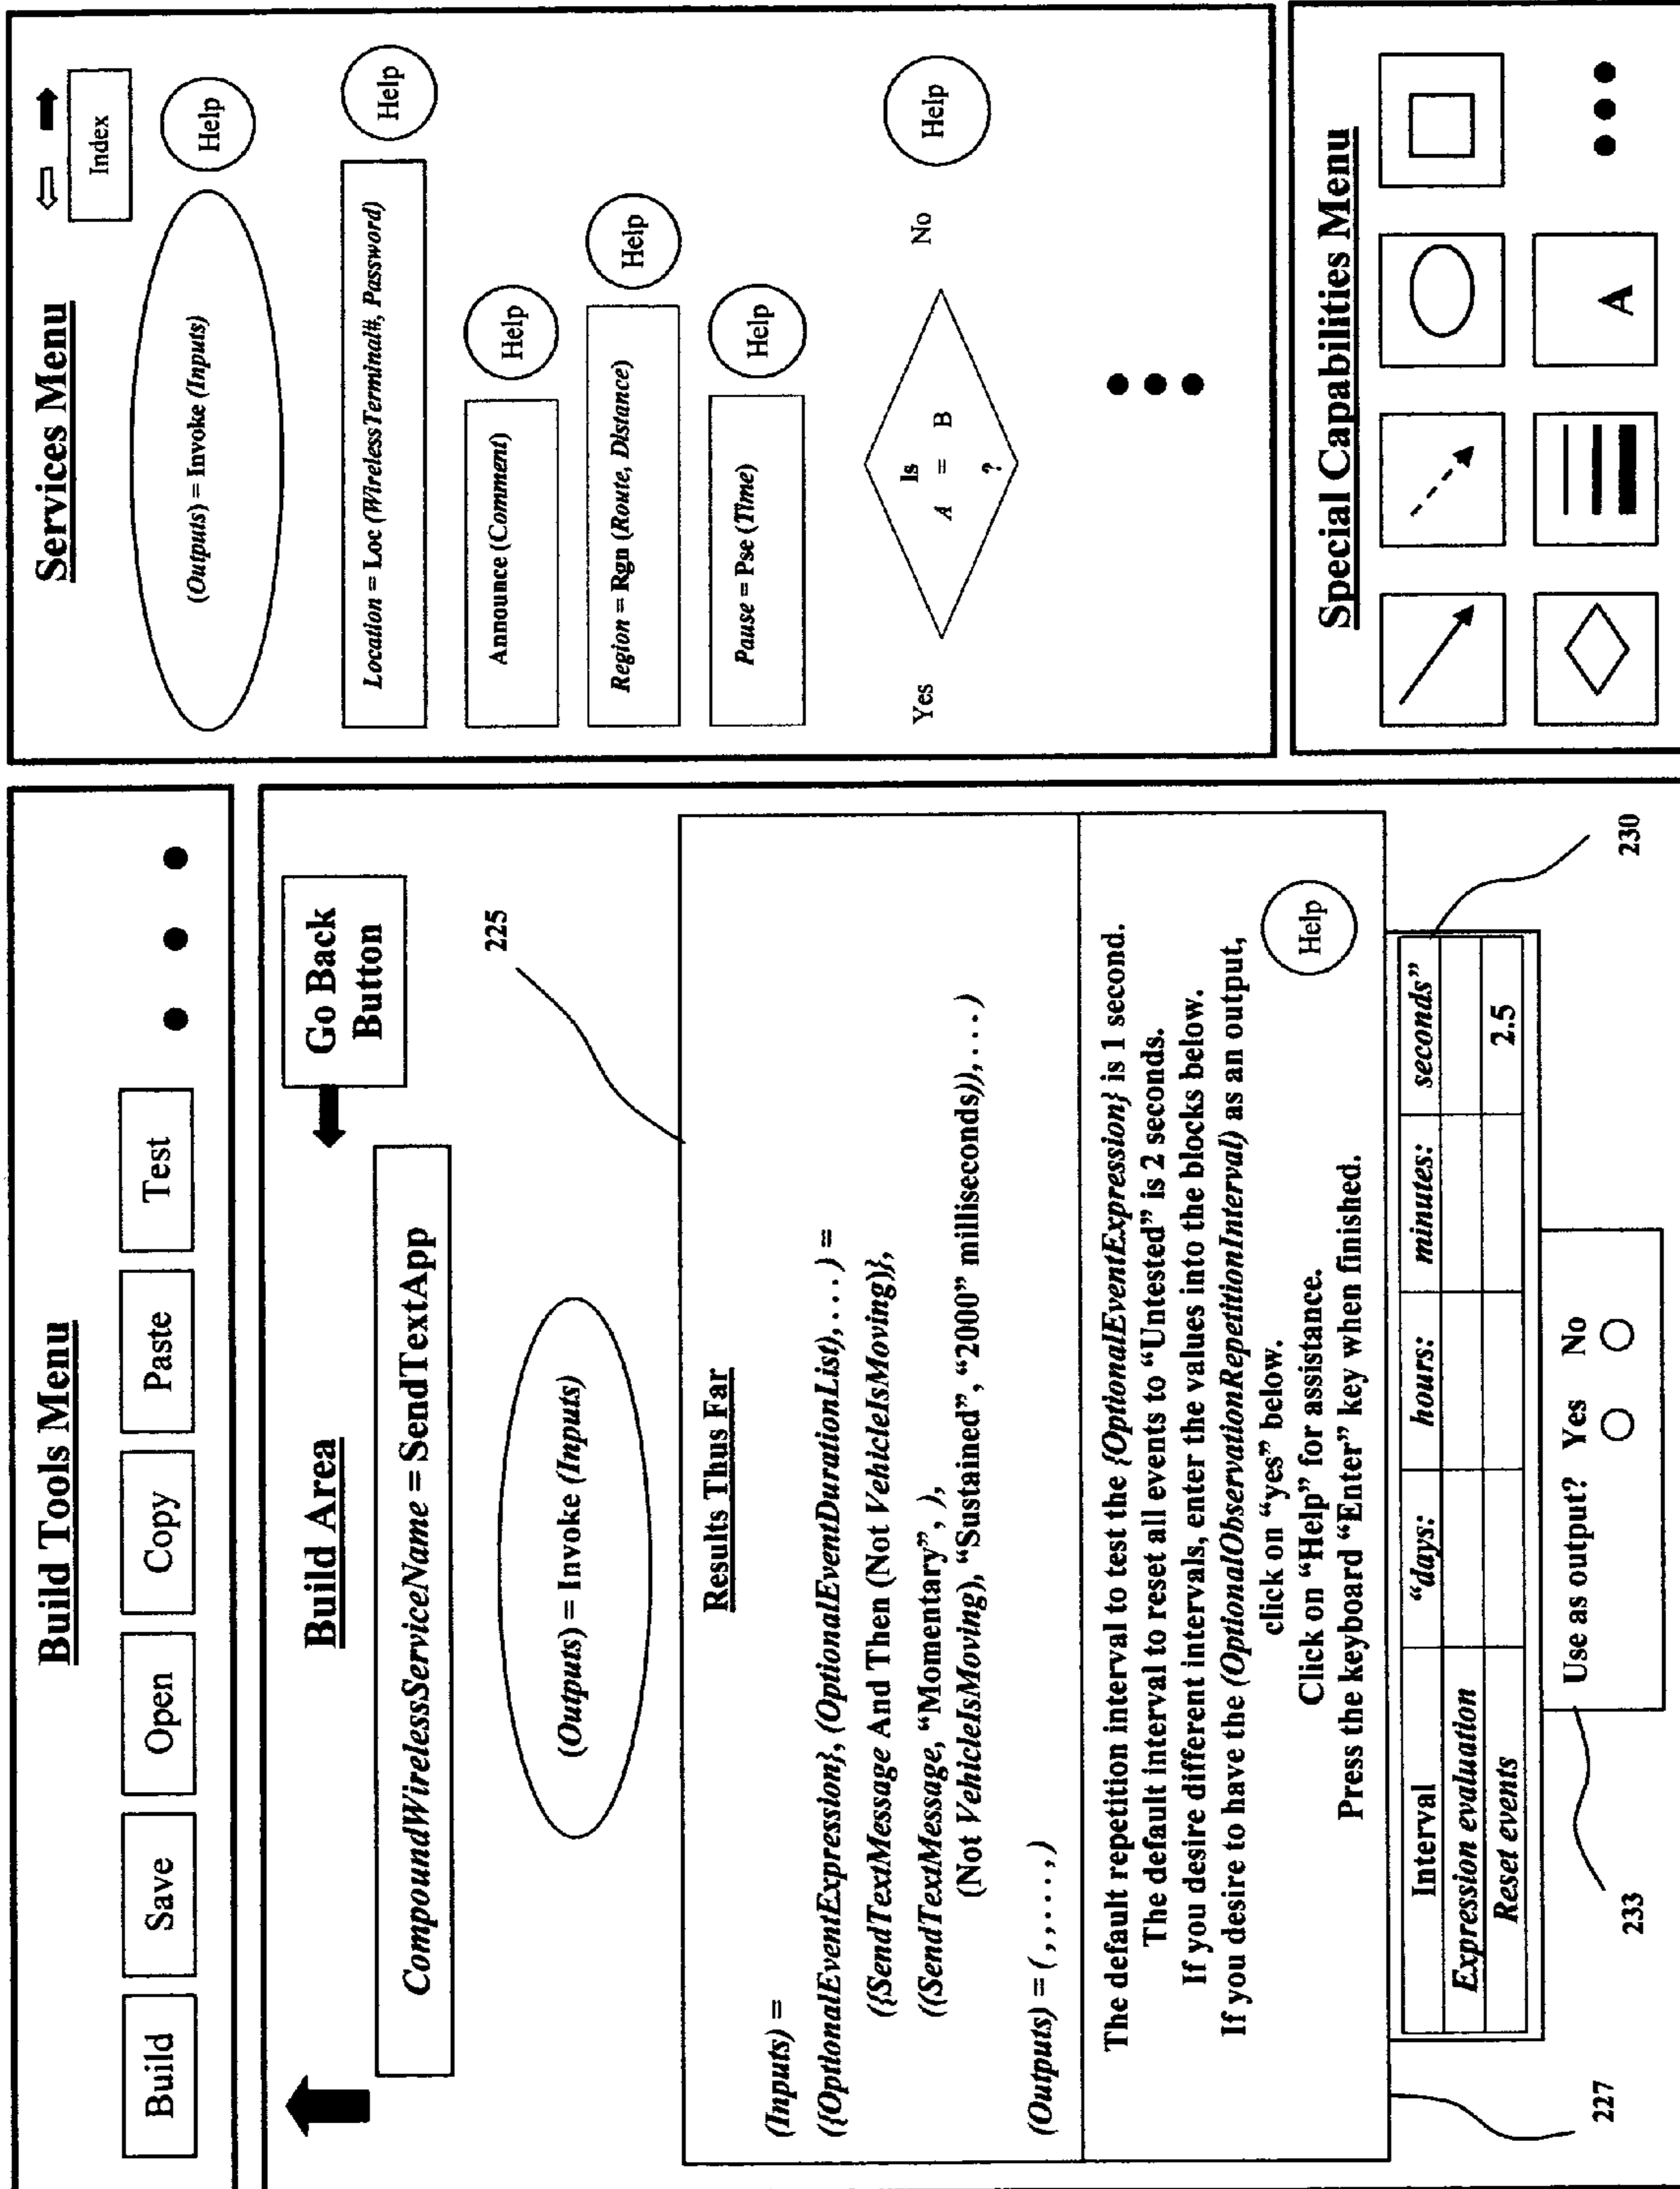 Build Tools Menu
Build
Save
Open
Copy
Paste
Test
Build Area
Go Back
Button
CompoundWirelessServiceName = SendTextApp
(Outputs) = Invoke (Inputs)
225
Results Thus Far
(Inputs) =
({OptionalEventExpression}, (OptionalEventDurationList), . . . ) =
({SendTextMessage And Then (Not VehicleIsMoving)},
((SendTextMessage, “Momentary”, ),
(Not VehicleIsMoving), “Sustained”, “2000” milliseconds)), . . . )
(Outputs) = ( , , . . . , )
The default repetition interval to test the {OptionalEventExpression} is 1 second.
The default interval to reset all events to “Untested” is 2 seconds.
If you desire different intervals, enter the values into the blocks below.
If you desire to have the (OptionalObservationRepetitionInterval) as an output,
click on “yes” below.
Click on “Help” for assistance.
Press the keyboard “Enter” key when finished.
Help
Interval “days: hours: minutes: seconds”
Expression evaluation
Reset events 2.5
Use as output? Yes No
227
233
230
Services Menu
Index
(Outputs) = Invoke (Inputs)
Help
Location = Loc (WirelessTerminal#, Password)
Help
Announce (Comment)
Help
Region = Rgn (Route, Distance)
Help
Pause = Pse (Time)
Help
Yes
Is
A = B
?
No
Help
Special Capabilities Menu
A